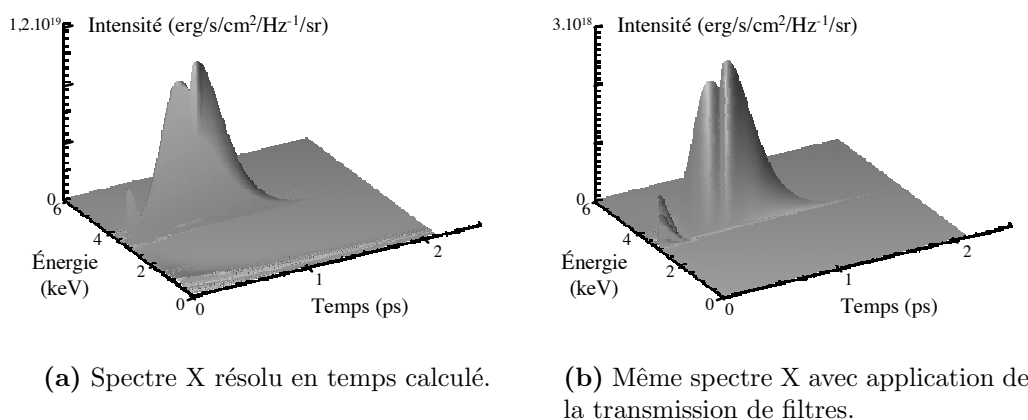 1,2.10¹⁹ Intensité (erg/s/cm²/Hz⁻¹/sr)
0
6
4
2
0
Énergie
(keV)
0
1
2
Temps (ps)
3.10¹⁸ Intensité (erg/s/cm²/Hz⁻¹/sr)
0
6
4
2
0
Énergie
(keV)
0
1
2
Temps (ps)
(a) Spectre X résolu en temps calculé.
(b) Même spectre X avec application de
la transmission de filtres.